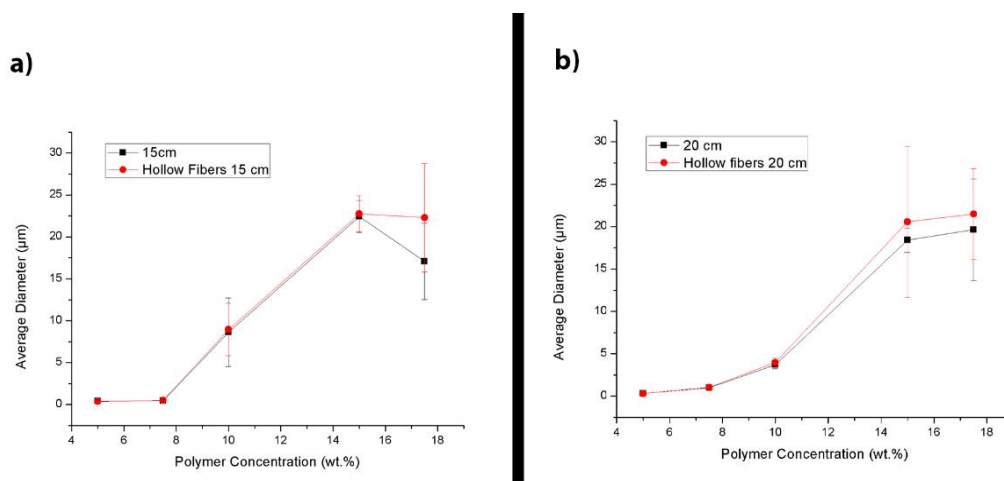 a)
15cm
Hollow Fibers 15 cm
30
25
20
15
10
5
0
Average Diameter (μm)
4 6 8 10 12 14 16 18
Polymer Concentration (wt.%)
b)
20 cm
Hollow fibers 20 cm
30
25
20
15
10
5
0
Average Diameter (μm)
4 6 8 10 12 14 16 18
Polymer Concentration (wt.%)